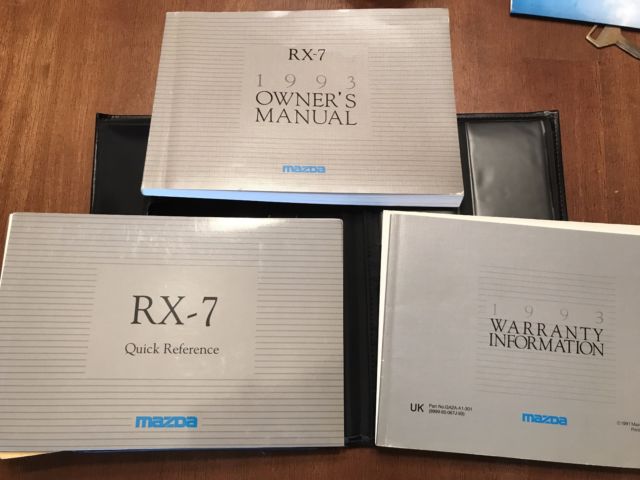 RX-7
1993
OWNER'S
MANUAL
mazda
RX-7
Quick Reference
mazda
1993
WARRANTY
INFORMATION
UK
mazda